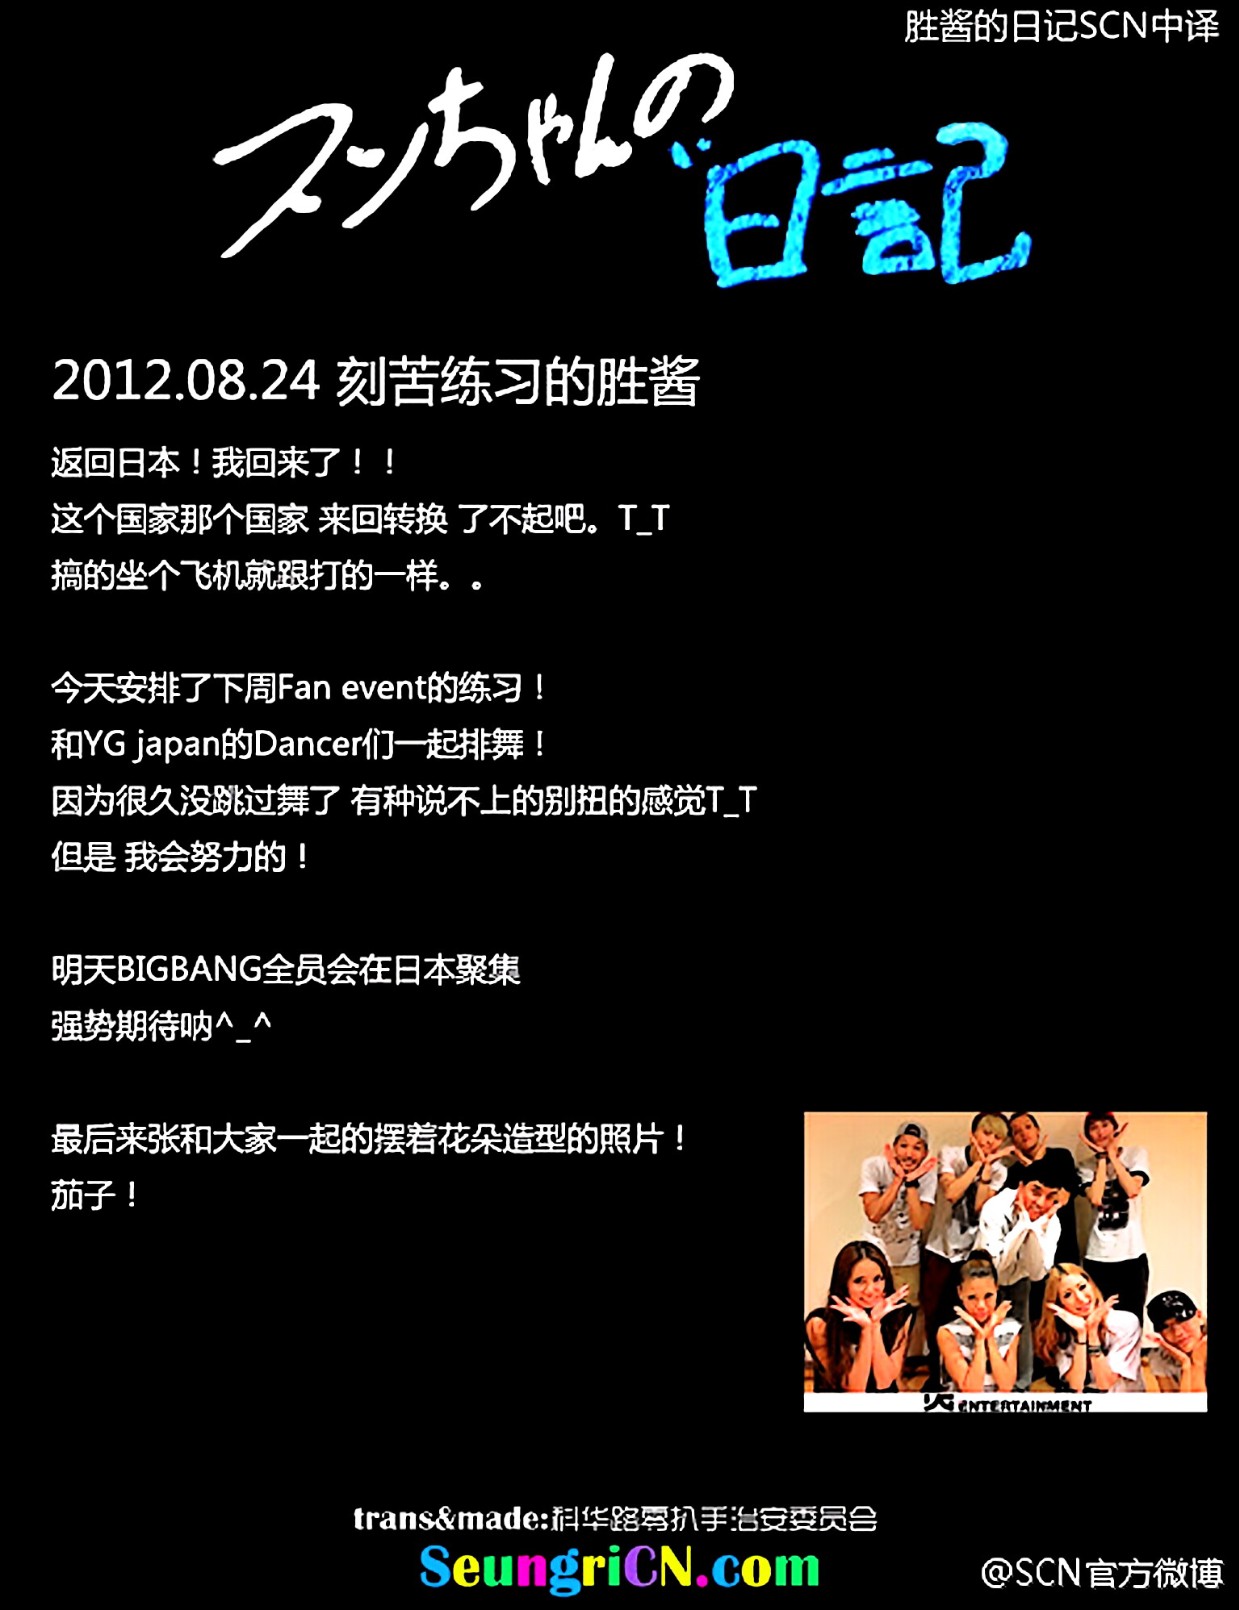 胜酱的日记SCN中译
スンちゃんの
日記
2012.08.24 刻苦练习的胜酱
返回日本！我回来了！！
这个国家那个国家 来回转换 了不起吧。T_T
搞的坐个飞机就跟打的一样。。
今天安排了下周Fan event的练习！
和YG japan的Dancer们一起排舞！
因为很久没跳过舞了 有种说不上的别扭的感觉T_T
但是 我会努力的！
明天BIGBANG全员会在日本聚集
强势期待呐^_^
最后来张和大家一起的摆着花朵造型的照片！
茄子！
YG ENTERTAINMENT
trans&made:科华路零扒手治安委员会
SeungriCN.com
@SCN官方微博